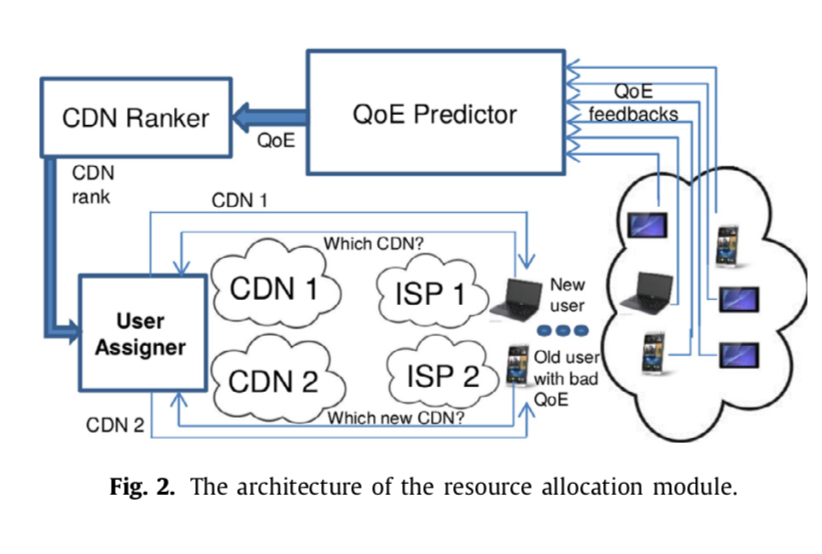 CDN Ranker
QoE
QoE Predictor
QoE
feedbacks
CDN
rank
CDN 1
Which CDN?
CDN 1
ISP 1
New
user
User
Assigner
CDN 2
ISP 2
Old user
with bad
QoE
Which new CDN?
CDN 2
Fig. 2. The architecture of the resource allocation module.